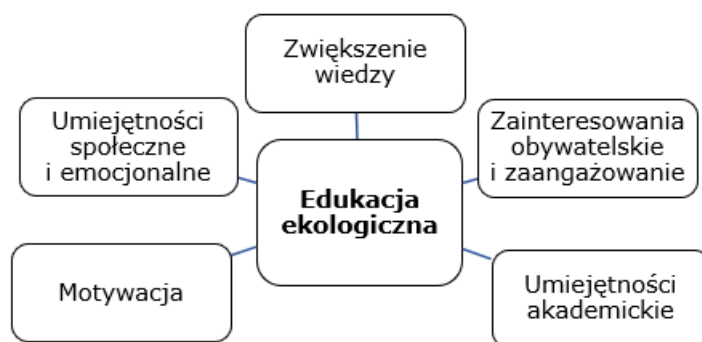 Zwiększenie
wiedzy
Umiejętności
społeczne
i emocjonalne
Zainteresowania
obywatelskie
i zaangażowanie
Edukacja
ekologiczna
Motywacja
Umiejętności
akademickie